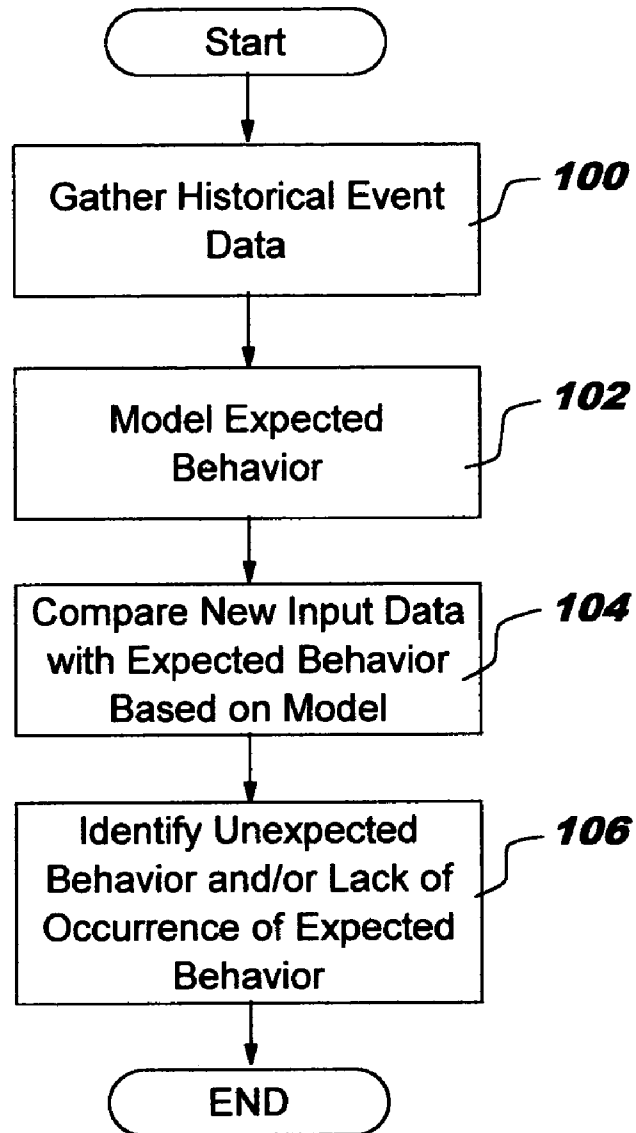 Start
Gather Historical Event
Data
100
Model Expected
Behavior
102
Compare New Input Data
with Expected Behavior
Based on Model
104
Identify Unexpected
Behavior and/or Lack of
Occurrence of Expected
Behavior
106
END